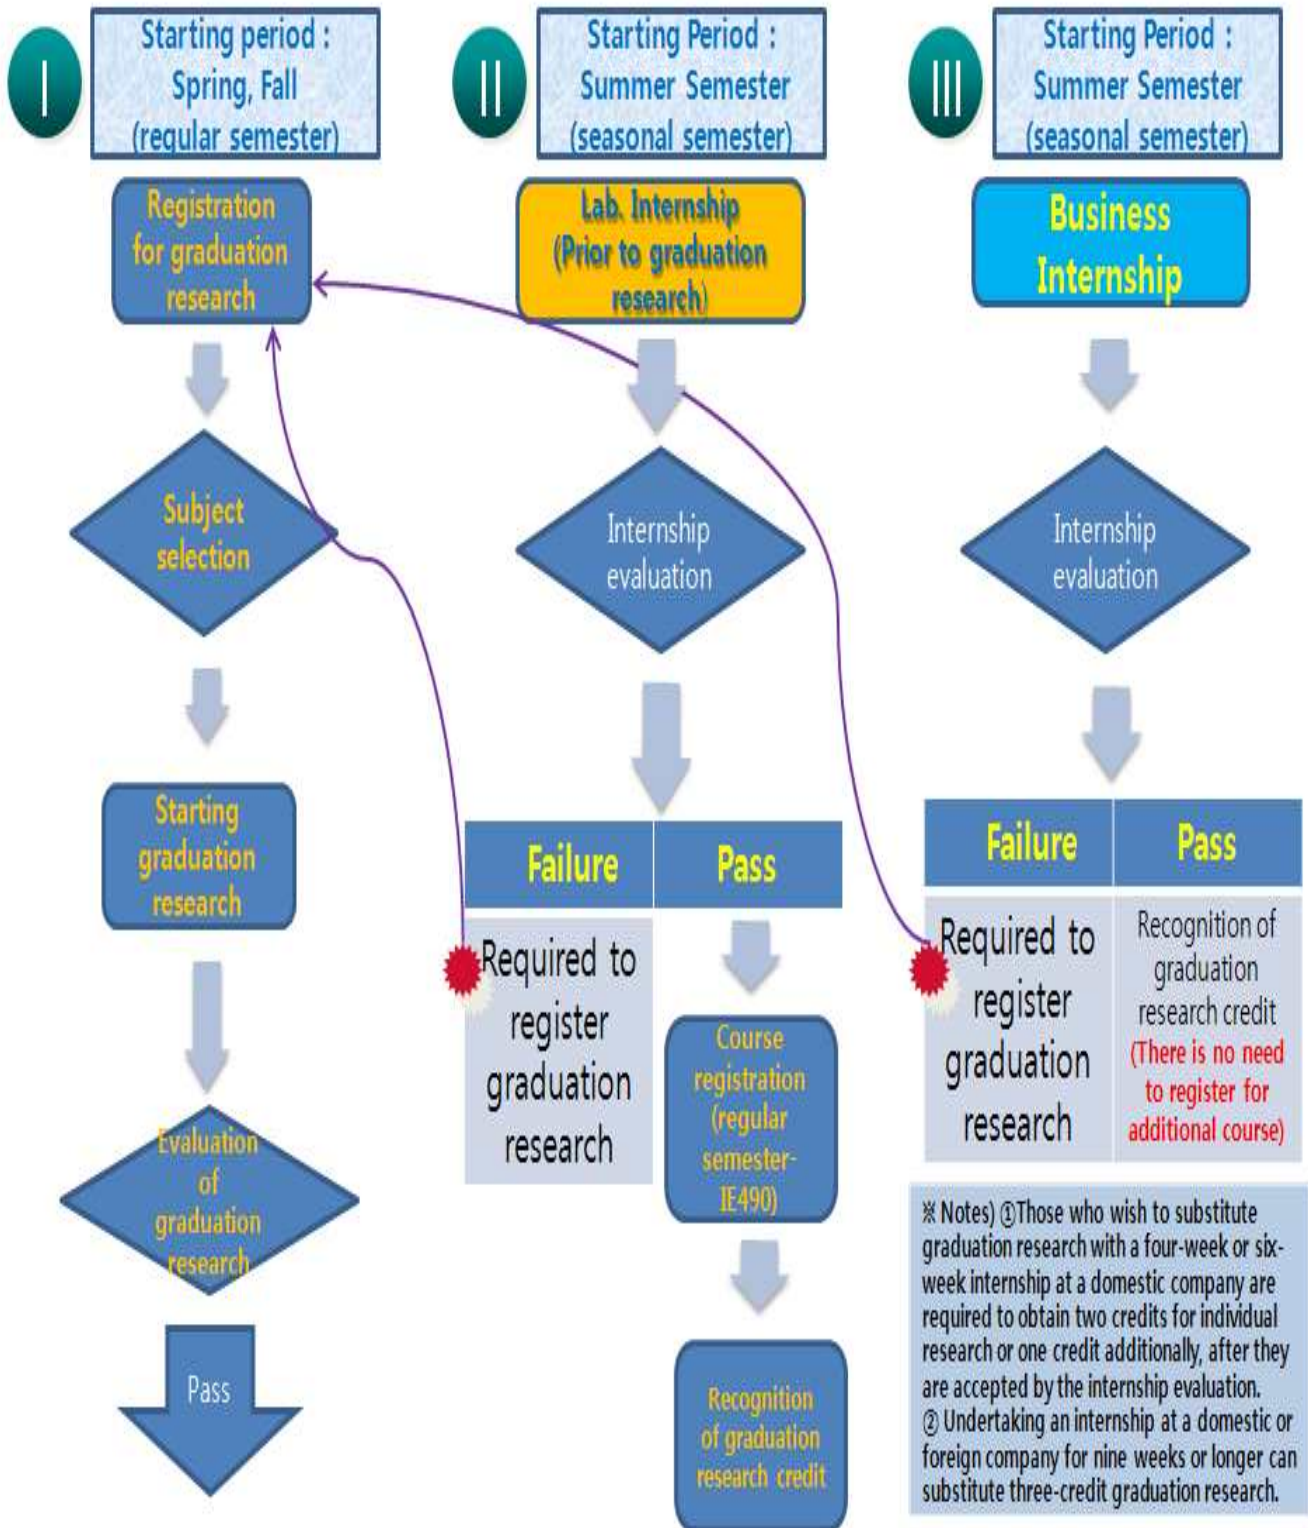 I
Starting period :
Spring, Fall
(regular semester)
Registration
for graduation
research
Subject
selection
Starting
graduation
research
Evaluation
of
graduation
research
Pass
II
Starting Period :
Summer Semester
(seasonal semester)
Lab. Internship
(Prior to graduation
research)
Internship
evaluation
Failure
Pass
Required to
register
graduation
research
Course
registration
(regular
semester-
IE490)
Recognition
of graduation
research credit
III
Starting Period :
Summer Semester
(seasonal semester)
Business
Internship
Internship
evaluation
Failure
Pass
Required to
register
graduation
research
Recognition of
graduation
research credit
(There is no need
to register for
additional course)
※ Notes) ①Those who wish to substitute
graduation research with a four-week or six-
week internship at a domestic company are
required to obtain two credits for individual
research or one credit additionally, after they
are accepted by the internship evaluation.
② Undertaking an internship at a domestic or
foreign company for nine weeks or longer can
substitute three-credit graduation research.